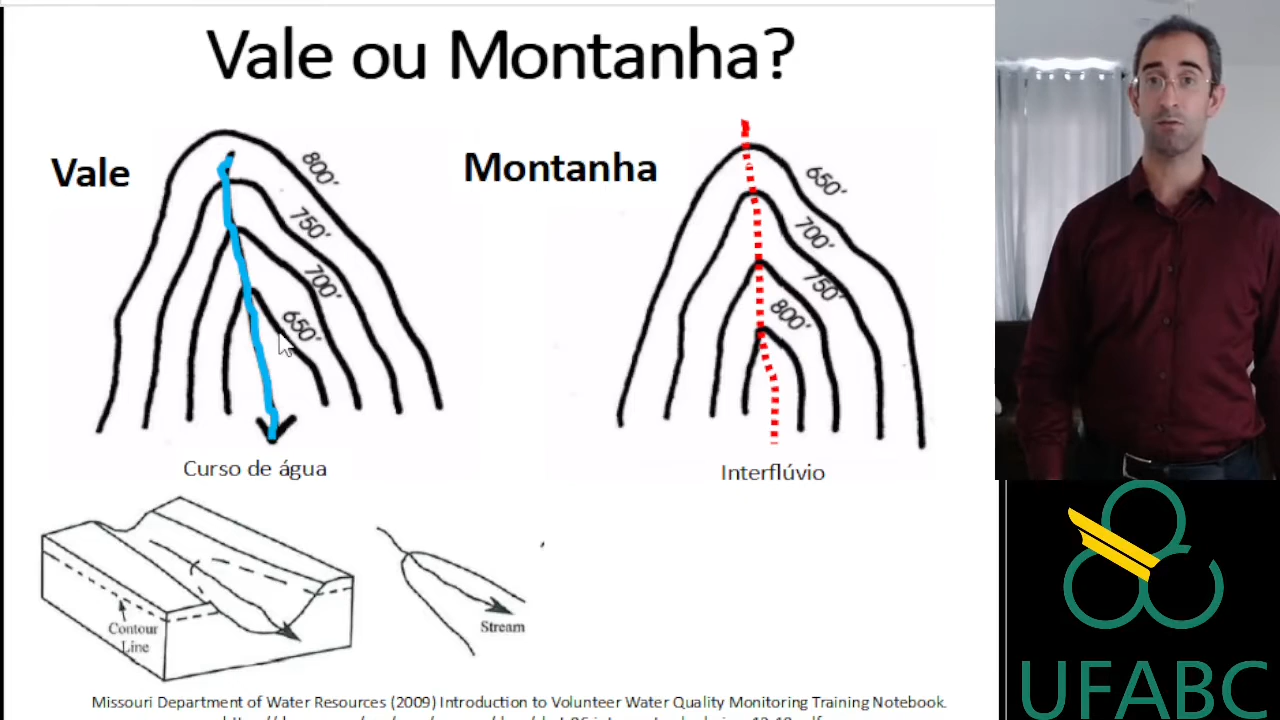 Vale ou Montanha?
Vale
800'
750'
700'
650'
Curso de água
Montanha
650'
700'
750'
800'
Interflúvio
Contour
Line
Stream
Missouri Department of Water Resources (2009) Introduction to Volunteer Water Quality Monitoring Training Notebook.
UFABC